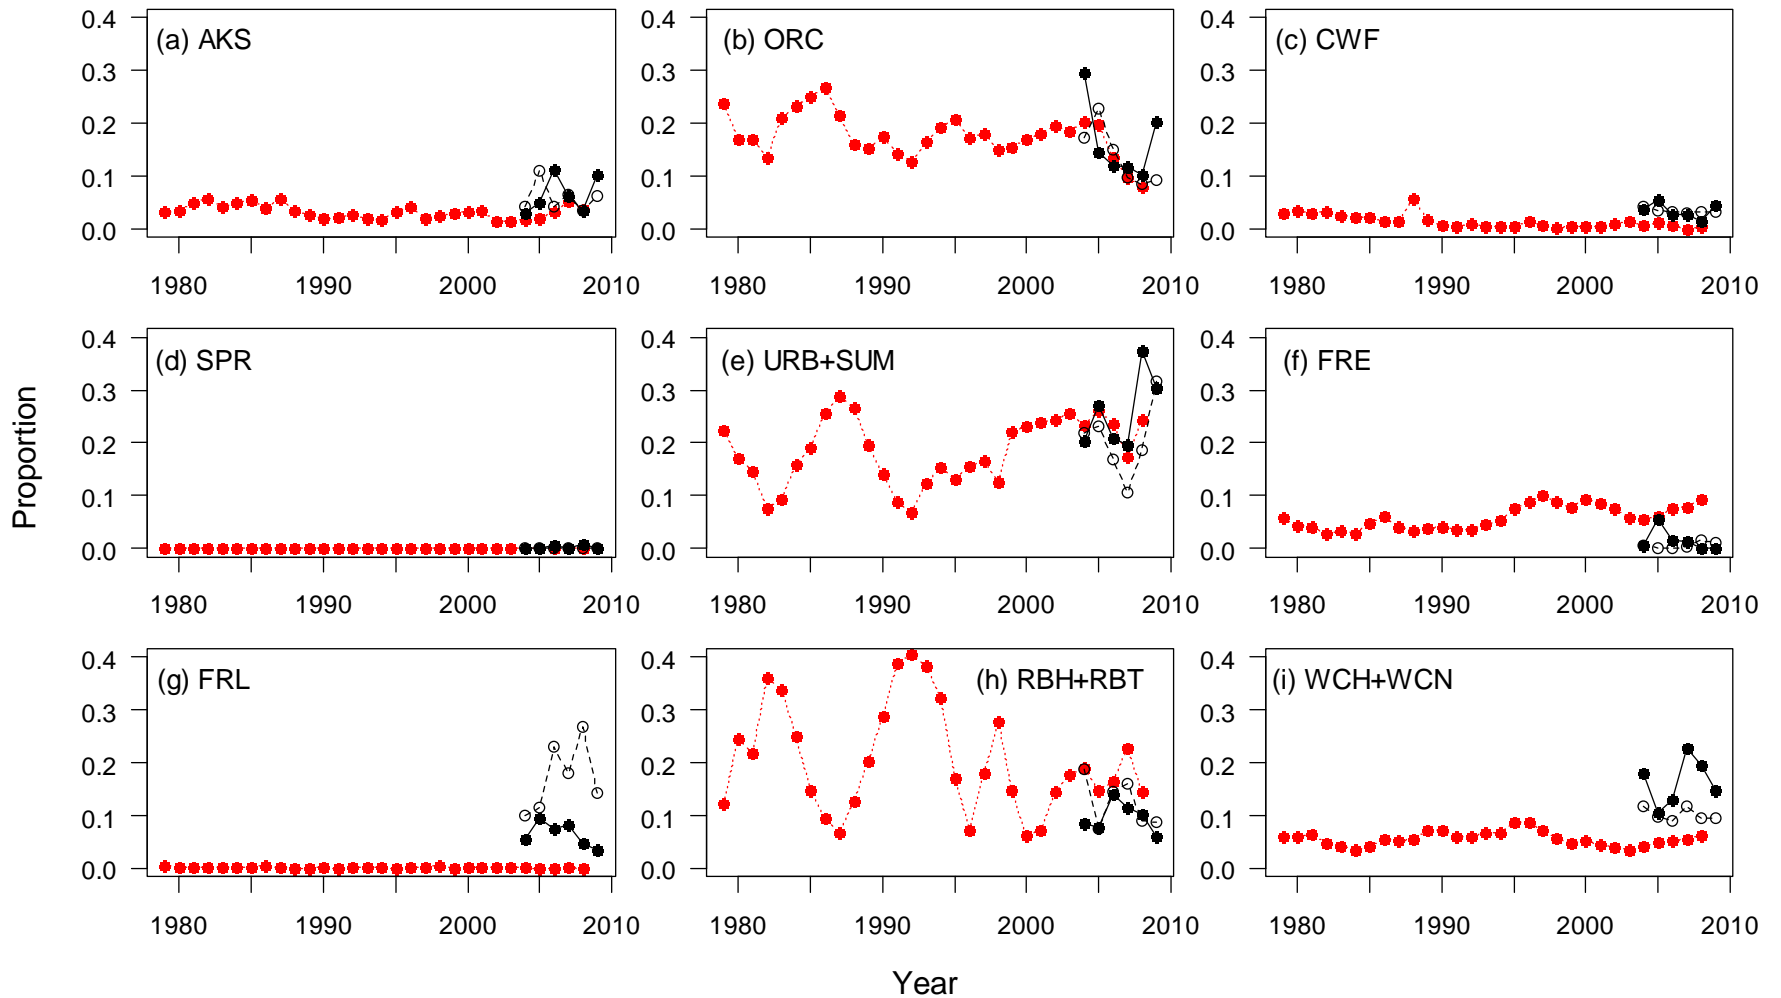 (a) AKS
0.4
0.3
0.2
0.1
0.0
1980 1990 2000 2010
(b) ORC
0.4
0.3
0.2
0.1
0.0
1980 1990 2000 2010
(c) CWF
0.4
0.3
0.2
0.1
0.0
1980 1990 2000 2010
Proportion
(d) SPR
0.4
0.3
0.2
0.1
0.0
1980 1990 2000 2010
(e) URB+SUM
0.4
0.3
0.2
0.1
0.0
1980 1990 2000 2010
(f) FRE
0.4
0.3
0.2
0.1
0.0
1980 1990 2000 2010
(g) FRL
0.4
0.3
0.2
0.1
0.0
1980 1990 2000 2010
(h) RBH+RBT
0.4
0.3
0.2
0.1
0.0
1980 1990 2000 2010
(i) WCH+WCN
0.4
0.3
0.2
0.1
0.0
1980 1990 2000 2010
Year